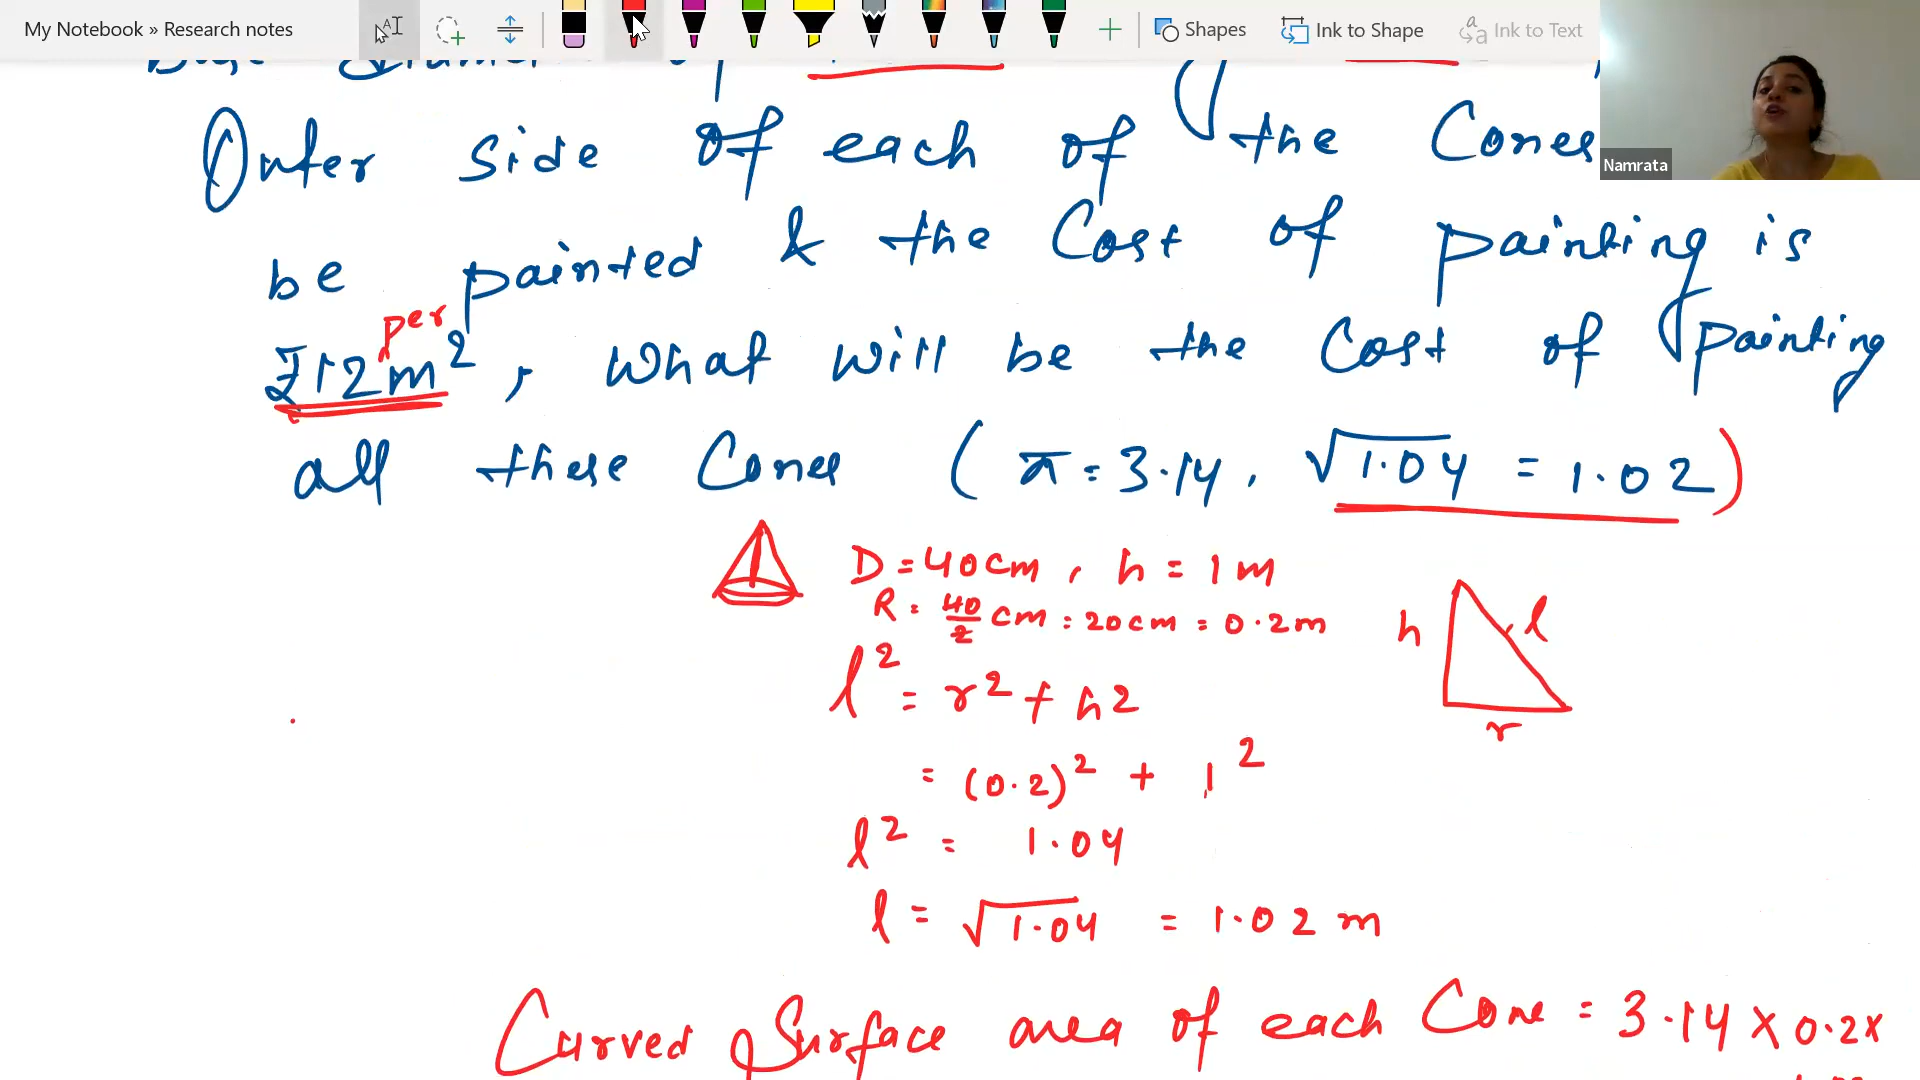 My Notebook » Research notes
Shapes
Ink to Shape
Ink to Text
Namrata
Outer side of each of the Cones
be painted & the Cost of painting is
₹12 per m², What will be the Cost of painting
all these Cones ( π = 3.14, √1.04 = 1.02)
D = 40cm, h = 1m
R = 40/2 cm = 20cm = 0.2m
h
l
r
l² = r² + h2
= (0.2)² + 1²
l² = 1.04
l = √1.04 = 1.02 m
Curved Surface area of each Cone = 3.14 x 0.2 x